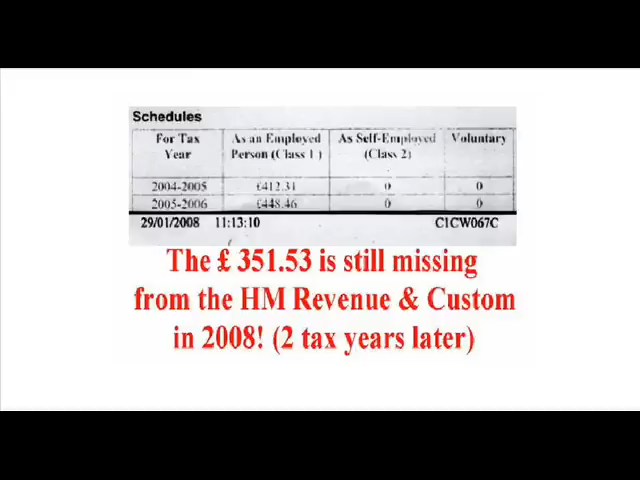 Schedules
For Tax Year As an Employed Person (Class 1) As Self-Employed (Class 2) Voluntary
2004-2005 £412.31 0 0
2005-2006 £448.46 0 0
29/01/2008 11:13:10 C1CW067C
The £ 351.53 is still missing
from the HM Revenue & Custom
in 2008! (2 tax years later)